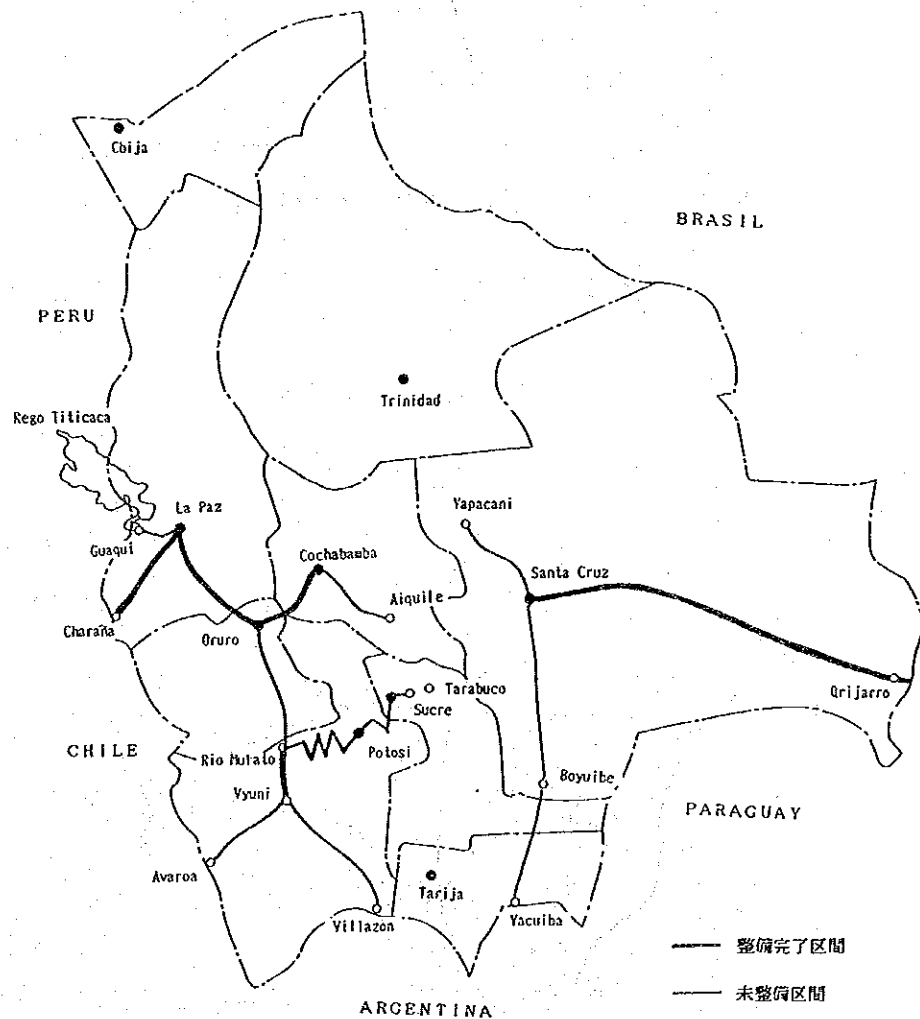 Cbija
BRASIL
PERU
Trinidad
Rego Titicaca
La Paz
Yapacani
Guaqui
Cochabamba
Santa Cruz
Aiquile
Charaña
Oruro
Tarabuco
Qrijarro
Sucre
CHILE
Rio Mulato
Potosi
Boyuibe
Vyuni
PARAGUAY
Avaroa
Tarija
Villazon
Yacuiba
整備完了区間
未整備区間
ARGENTINA